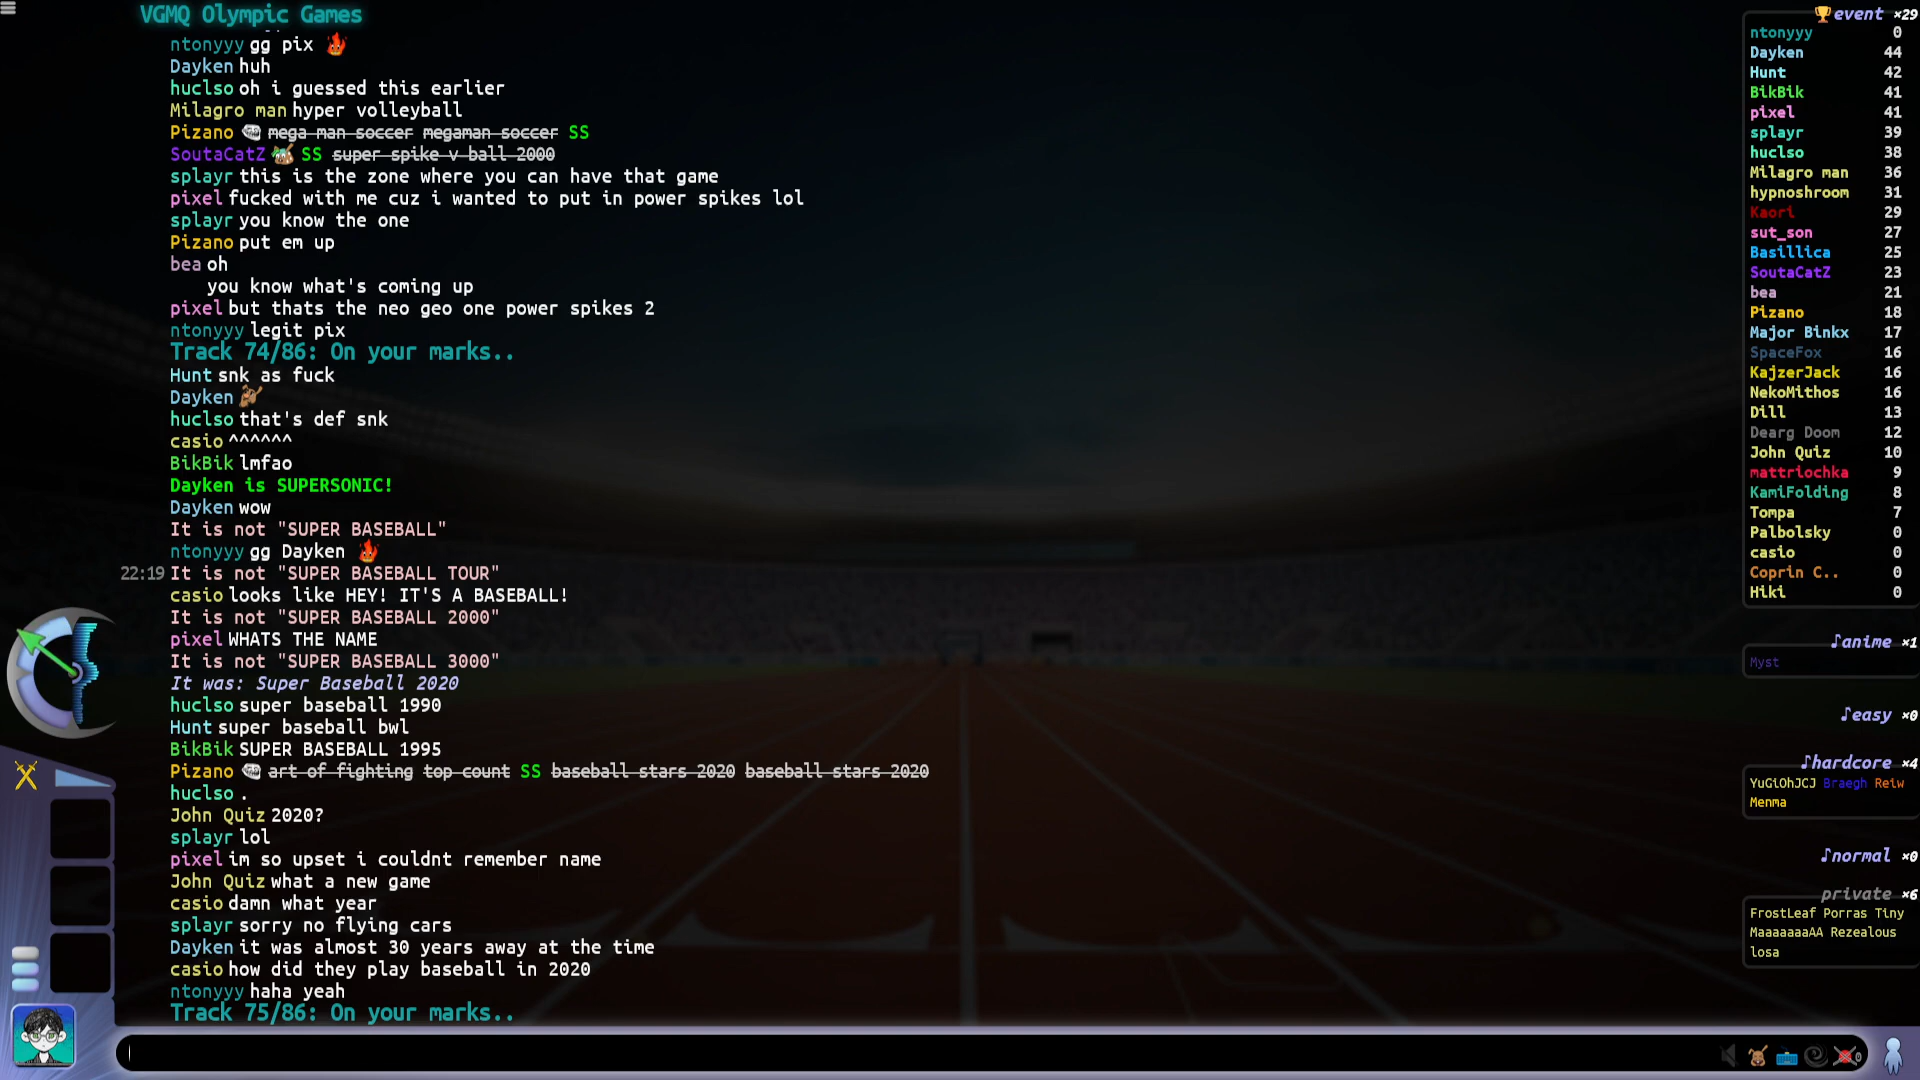 VGMQ Olympic Games
ntonyyy gg pix
Dayken huh
huclso oh i guessed this earlier
Milagro man hyper volleyball
Pizano mega man soccer megaman soccer SS
SoutaCatZ SS super spike v ball 2000
splayr this is the zone where you can have that game
pixel fucked with me cuz i wanted to put in power spikes lol
splayr you know the one
Pizano put em up
bea oh
you know what's coming up
pixel but thats the neo geo one power spikes 2
ntonyyy legit pix
Track 74/86: On your marks..
Hunt snk as fuck
Dayken
huclso that's def snk
casio ^^^^^^
BikBik lmfao
Dayken is SUPERSONIC!
Dayken wow
It is not "SUPER BASEBALL"
ntonyyy gg Dayken
22:19 It is not "SUPER BASEBALL TOUR"
casio looks like HEY! IT'S A BASEBALL!
It is not "SUPER BASEBALL 2000"
pixel WHATS THE NAME
It is not "SUPER BASEBALL 3000"
It was: Super Baseball 2020
huclso super baseball 1990
Hunt super baseball bwl
BikBik SUPER BASEBALL 1995
Pizano art of fighting top count SS baseball stars 2020 baseball stars 2020
huclso .
John Quiz 2020?
splayr lol
pixel im so upset i couldnt remember name
John Quiz what a new game
casio damn what year
splayr sorry no flying cars
Dayken it was almost 30 years away at the time
casio how did they play baseball in 2020
ntonyyy haha yeah
Track 75/86: On your marks..
event ×29
ntonyyy 0
Dayken 44
Hunt 42
BikBik 41
pixel 41
splayr 39
huclso 38
Milagro man 36
hypnoshroom 31
Kaori 29
sut_son 27
Basillica 25
SoutaCatZ 23
bea 21
Pizano 18
Major Binkx 17
SpaceFox 16
KajzerJack 16
NekoMithos 16
Dill 13
Dearg Doom 12
John Quiz 10
mattriochka 9
KamiFolding 8
Tompa 7
Palbolsky 0
casio 0
Coprin C.. 0
Hiki 0
♪anime ×1
Myst
♪easy ×0
♪hardcore ×4
YuGiOhJCJ Braegh Reiw
Menma
♪normal ×0
private ×6
FrostLeaf Porras Tiny
MaaaaaaaAA Rezealous
losa
0